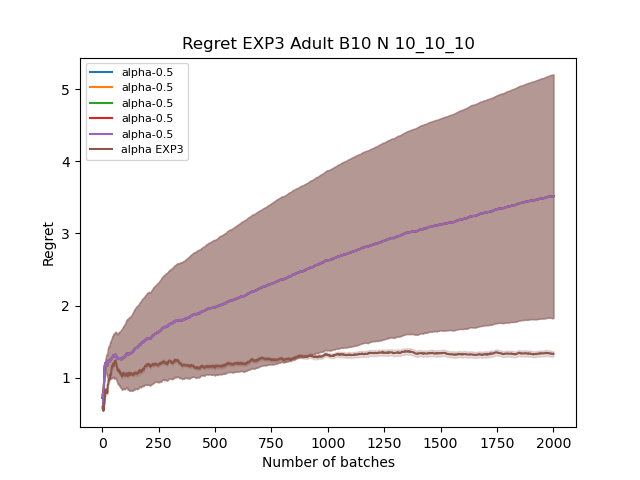 Regret EXP3 Adult B10 N 10_10_10
alpha-0.5
alpha-0.5
alpha-0.5
alpha-0.5
alpha-0.5
alpha EXP3
Regret
5
4
3
2
1
0 250 500 750 1000 1250 1500 1750 2000
Number of batches